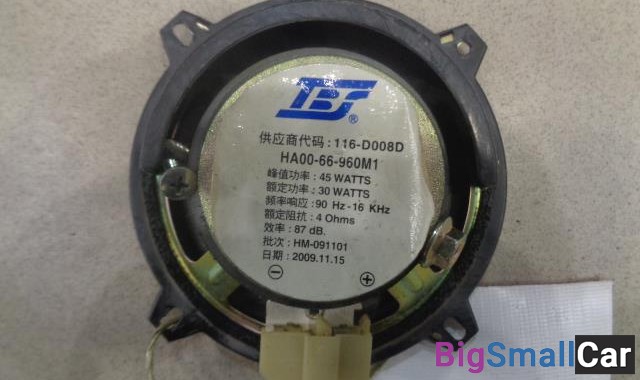 ®
供应商代码：116-D008D
HA00-66-960M1
峰值功率：45 WATTS
额定功率：30 WATTS
频率响应：90 Hz - 16 KHz
额定阻抗：4 Ohms
效率：87 dB.
批次：HM-091101
日期：2009.11.15
BigSmallCar